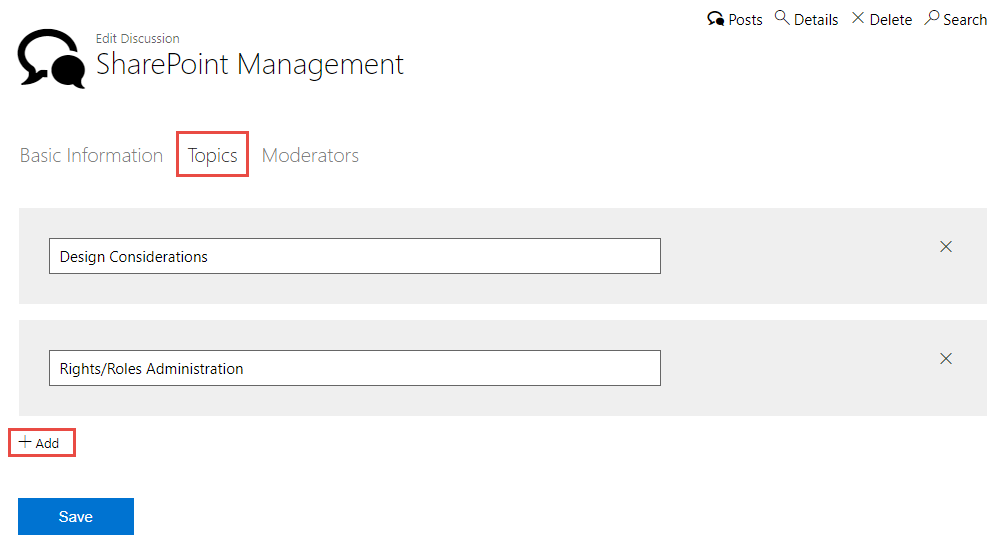 Posts Details Delete Search
Edit Discussion
SharePoint Management
Basic Information Topics Moderators
Design Considerations
Rights/Roles Administration
Add
Save